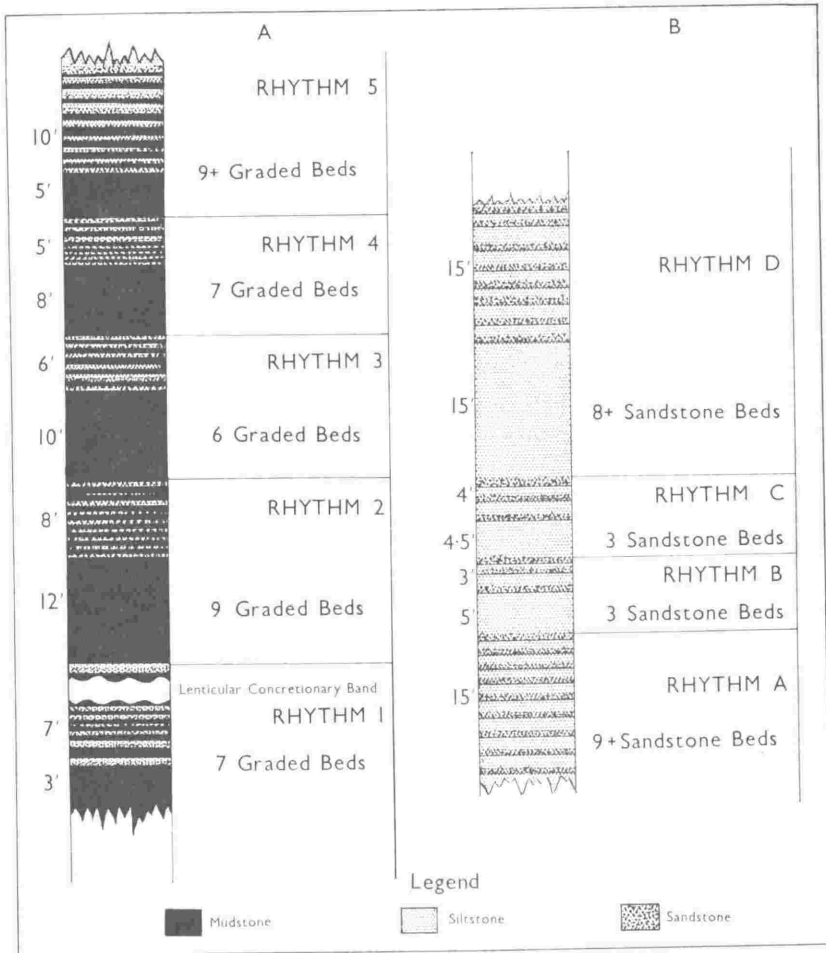 A
RHYTHM 5
10'
9+ Graded Beds
5'
5'
RHYTHM 4
7 Graded Beds
8'
6'
RHYTHM 3
10'
6 Graded Beds
RHYTHM 2
8'
12'
9 Graded Beds
Lenticular Concretionary Band
RHYTHM 1
7'
7 Graded Beds
3'
B
15'
RHYTHM D
15'
8+ Sandstone Beds
4'
RHYTHM C
4·5'
3 Sandstone Beds
3'
RHYTHM B
5'
3 Sandstone Beds
RHYTHM A
15'
9+Sandstone Beds
Legend
Mudstone
Siltstone
Sandstone